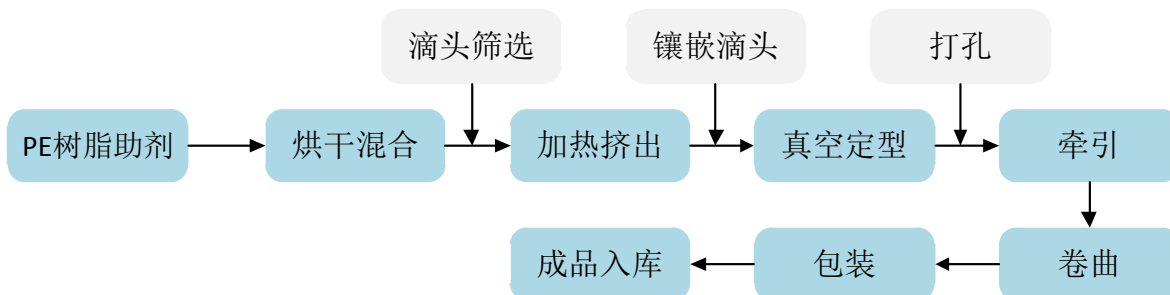 滴头筛选
镶嵌滴头
打孔
PE树脂助剂
烘干混合
加热挤出
真空定型
牵引
成品入库
包装
卷曲